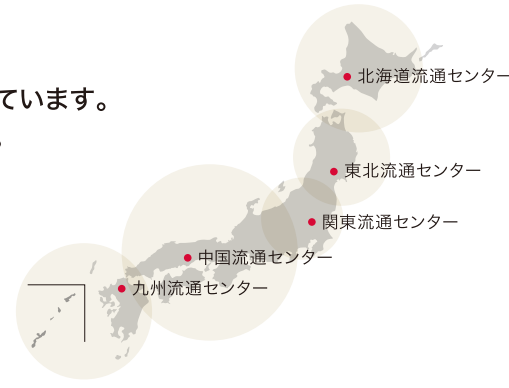 ています。
北海道流通センター
東北流通センター
関東流通センター
中国流通センター
九州流通センター